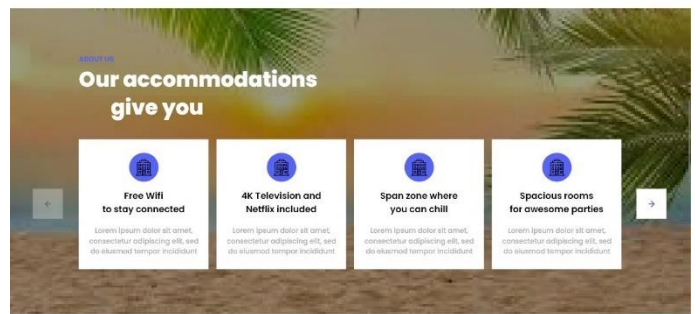 ABOUT US
Our accommodations
give you
Free Wifi
to stay connected
Lorem ipsum dolor sit amet,
consectetur adipiscing elit, sed
do eiusmod tempor incididunt
4K Television and
Netflix included
Lorem ipsum dolor sit amet,
consectetur adipiscing elit, sed
do eiusmod tempor incididunt
Span zone where
you can chill
Lorem ipsum dolor sit amet,
consectetur adipiscing elit, sed
do eiusmod tempor incididunt
Spacious rooms
for awesome parties
Lorem ipsum dolor sit amet,
consectetur adipiscing elit, sed
do eiusmod tempor incididunt